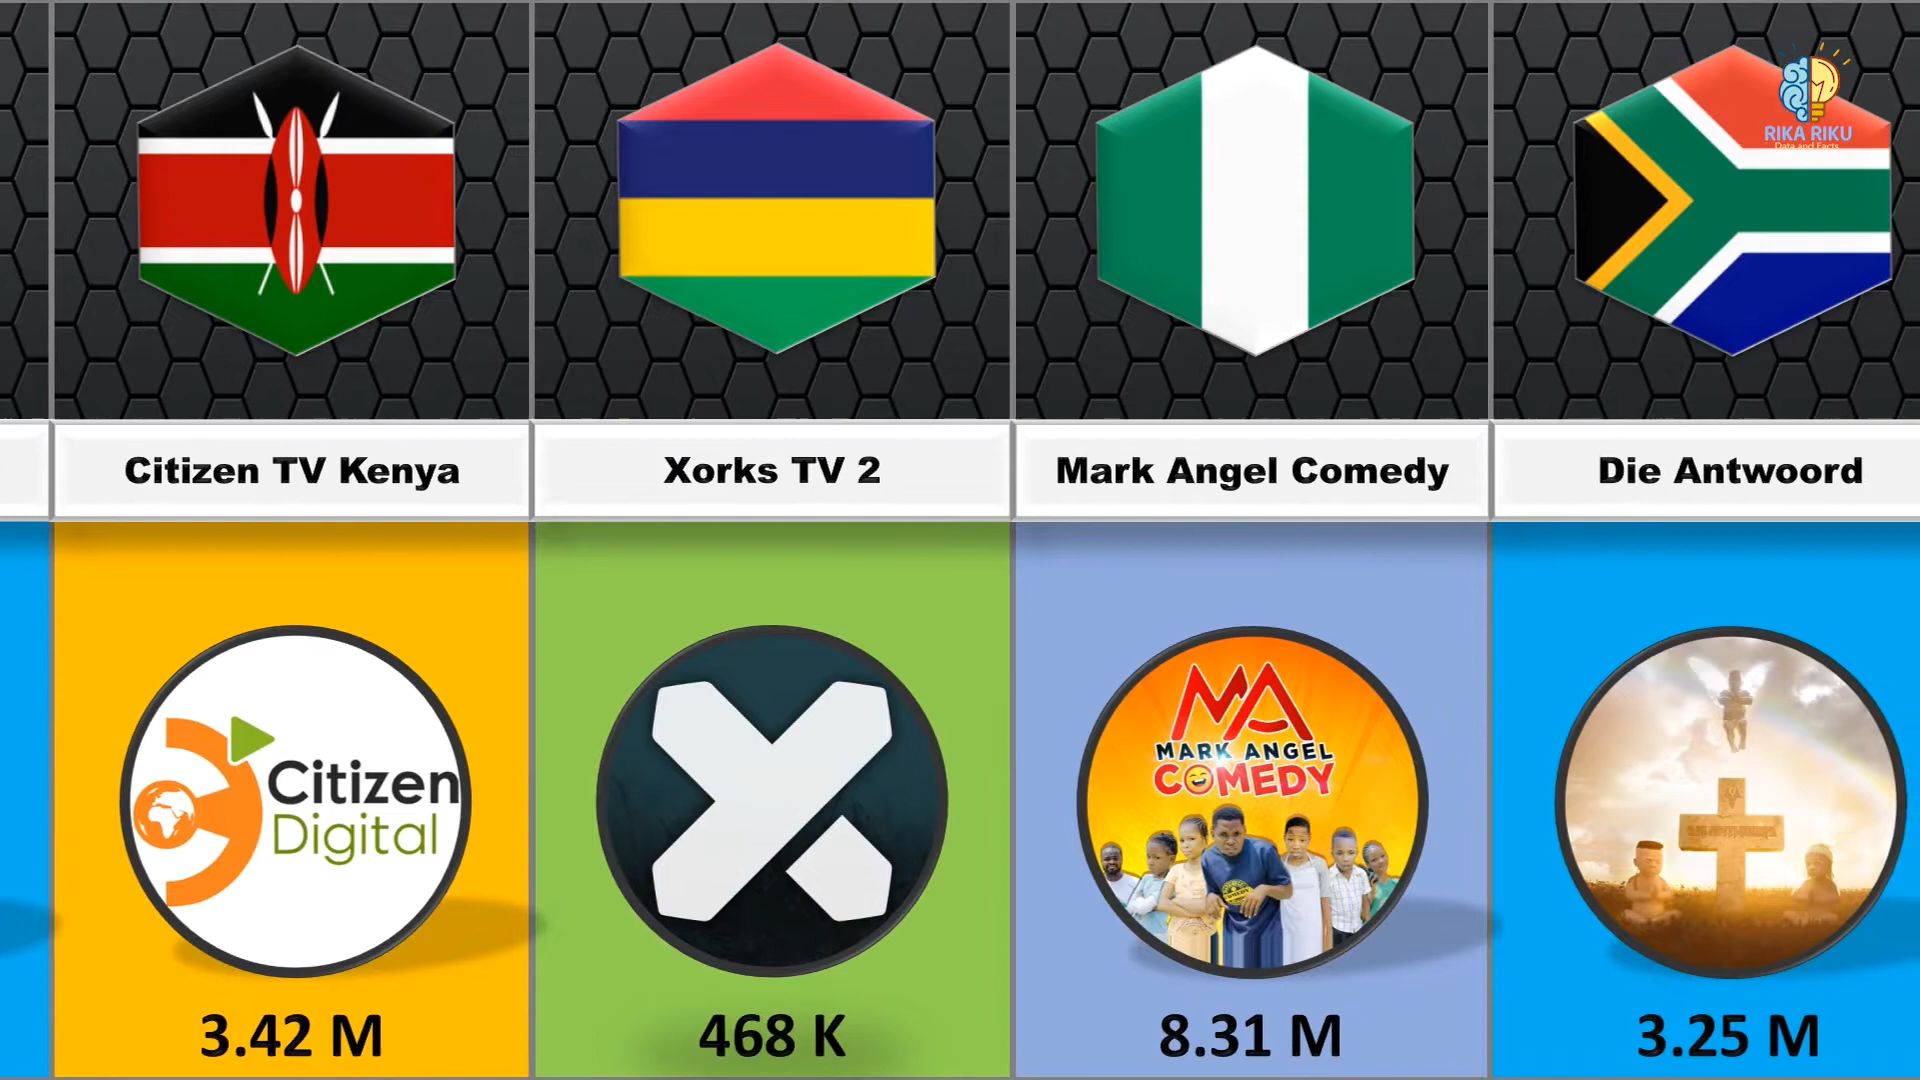 RIKA RIKU
Data and Facts
Citizen TV Kenya
Xorks TV 2
Mark Angel Comedy
Die Antwoord
Citizen
Digital
MA
MARK ANGEL
COMEDY
3.42 M
468 K
8.31 M
3.25 M